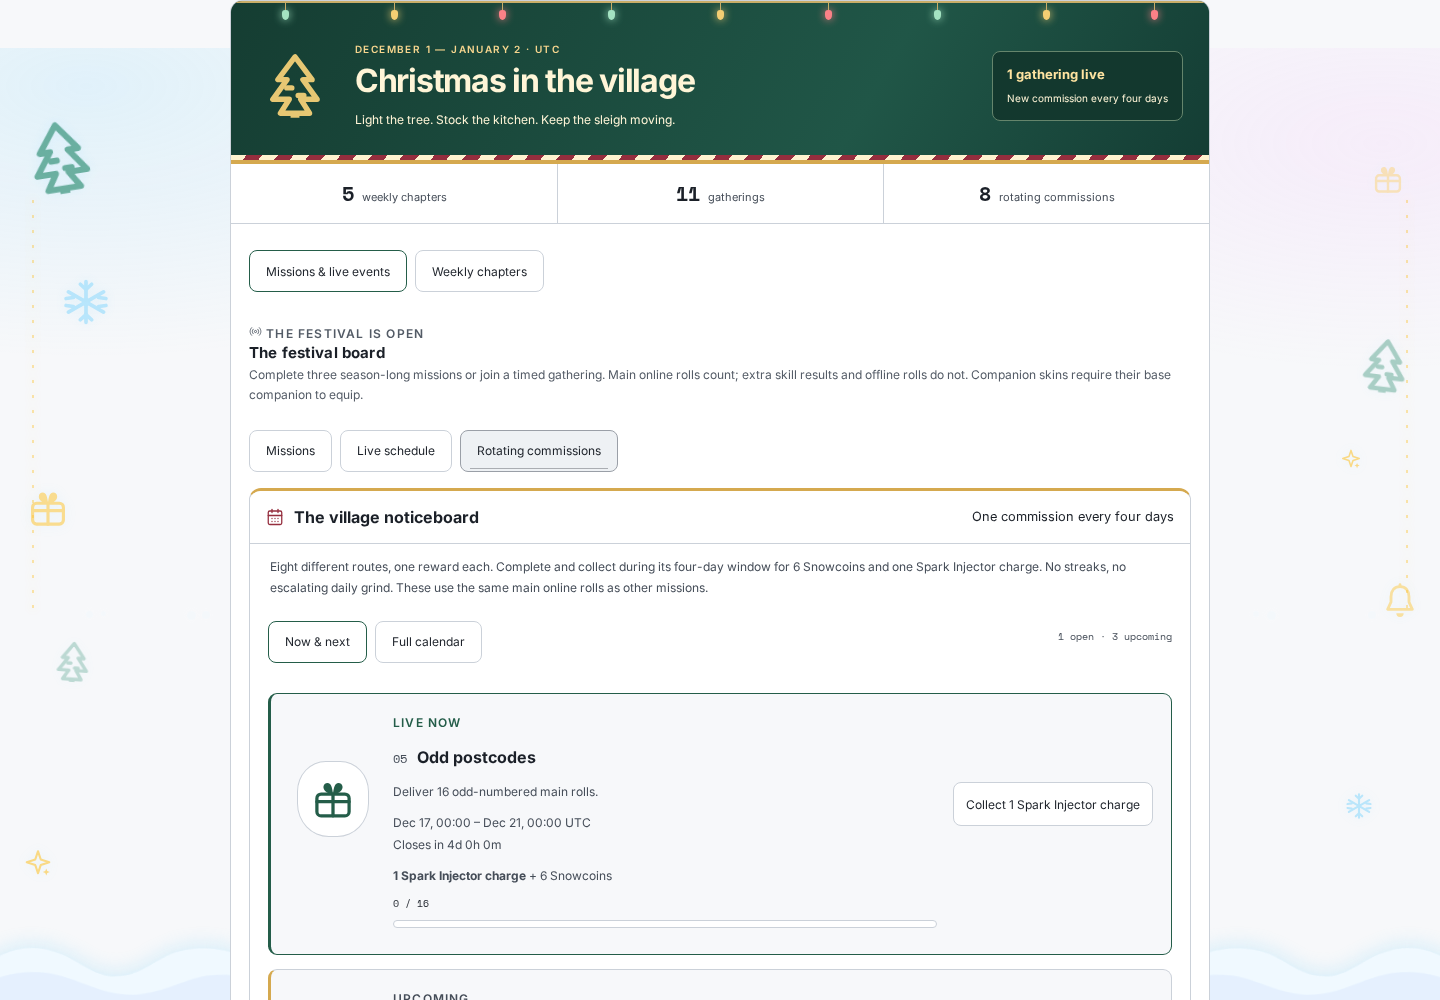 DECEMBER 1 — JANUARY 2 · UTC
Christmas in the village
Light the tree. Stock the kitchen. Keep the sleigh moving.
1 gathering live
New commission every four days
5 weekly chapters
11 gatherings
8 rotating commissions
Missions & live events
Weekly chapters
THE FESTIVAL IS OPEN
The festival board
Complete three season-long missions or join a timed gathering. Main online rolls count; extra skill results and offline rolls do not. Companion skins require their base
companion to equip.
Missions
Live schedule
Rotating commissions
The village noticeboard
One commission every four days
Eight different routes, one reward each. Complete and collect during its four-day window for 6 Snowcoins and one Spark Injector charge. No streaks, no
escalating daily grind. These use the same main online rolls as other missions.
Now & next
Full calendar
1 open · 3 upcoming
LIVE NOW
05 Odd postcodes
Deliver 16 odd-numbered main rolls.
Dec 17, 00:00 – Dec 21, 00:00 UTC
Closes in 4d 0h 0m
1 Spark Injector charge + 6 Snowcoins
0 / 16
Collect 1 Spark Injector charge
UPCOMING